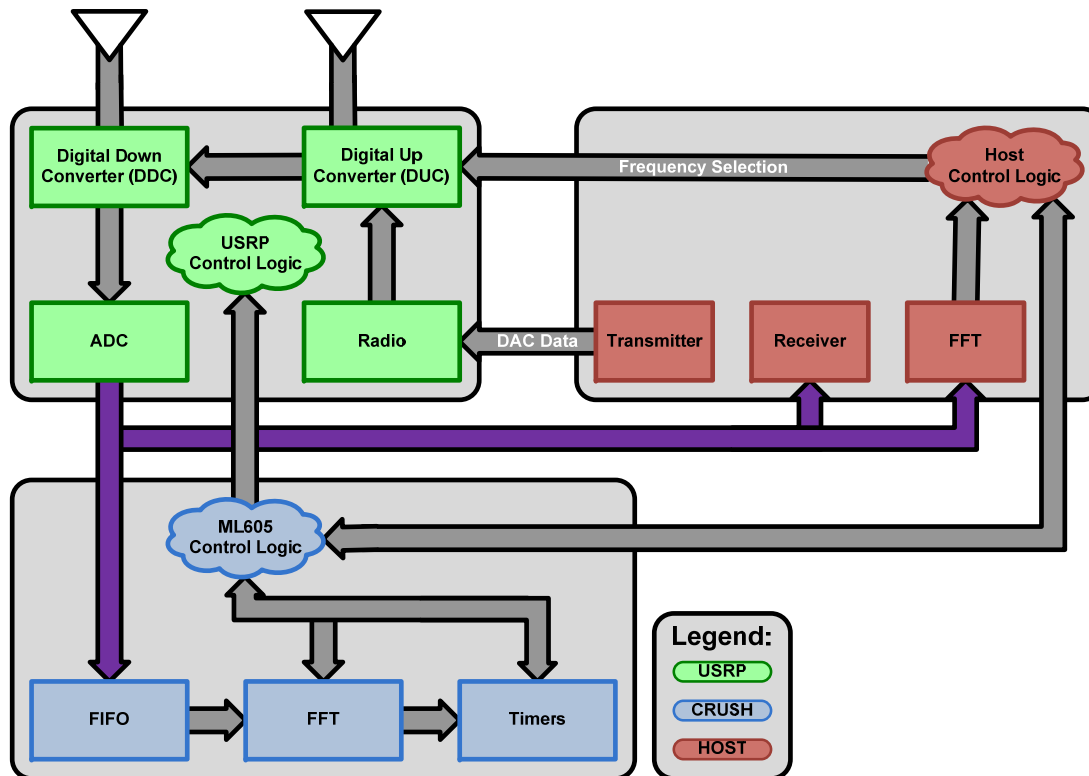 Digital Down
Converter (DDC)
Digital Up
Converter (DUC)
Frequency Selection
Host
Control Logic
USRP
Control Logic
ADC
Radio
DAC Data
Transmitter
Receiver
FFT
ML605
Control Logic
FIFO
FFT
Timers
Legend:
USRP
CRUSH
HOST